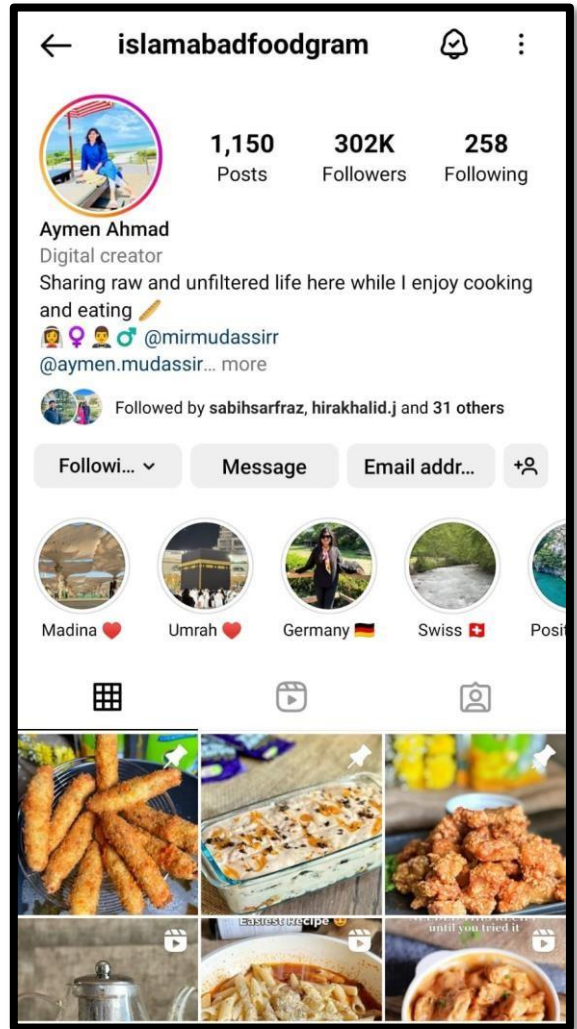 islamabadfoodgram
1,150 302K 258
Posts Followers Following
Aymen Ahmad
Digital creator
Sharing raw and unfiltered life here while I enjoy cooking
and eating 🥖
👰♀️🤵♂️ @mirmudassirr
@aymen.mudassir... more
Followed by sabihsarfraz, hirakhalid.j and 31 others
Followi... Message Email addr...
Madina ❤️ Umrah ❤️ Germany 🇩🇪 Swiss 🇨🇭 Posit
Easiest Recipe
until you tried it